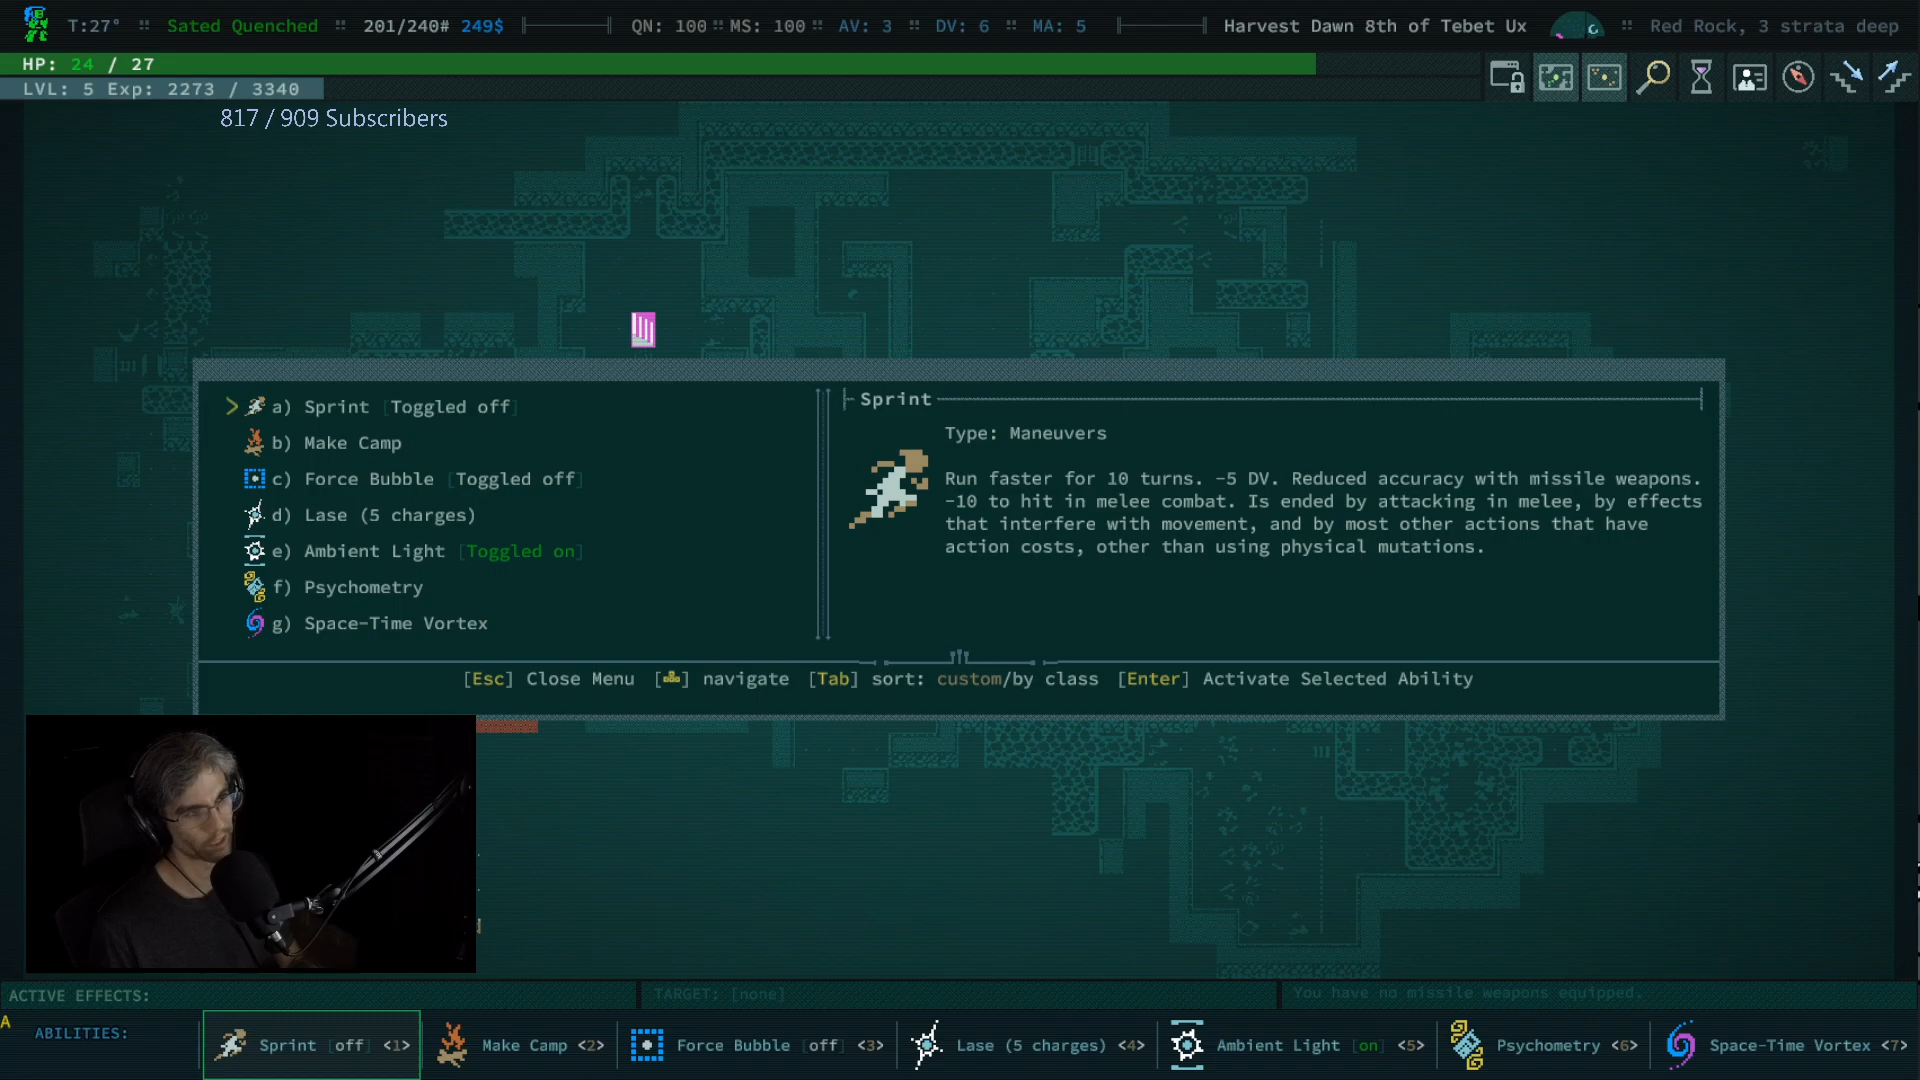 T:27° :: Sated Quenched :: 201/240# 249$ QN: 100 :: MS: 100 :: AV: 3 :: DV: 6 :: MA: 5 Harvest Dawn 8th of Tebet Ux :: Red Rock, 3 strata deep
HP: 24 / 27
LVL: 5 Exp: 2273 / 3340
817 / 909 Subscribers
> a) Sprint [Toggled off]
b) Make Camp
c) Force Bubble [Toggled off]
d) Lase (5 charges)
e) Ambient Light [Toggled on]
f) Psychometry
g) Space-Time Vortex
Sprint
Type: Maneuvers
Run faster for 10 turns. -5 DV. Reduced accuracy with missile weapons.
-10 to hit in melee combat. Is ended by attacking in melee, by effects
that interfere with movement, and by most other actions that have
action costs, other than using physical mutations.
[Esc] Close Menu [ ] navigate [Tab] sort: custom/by class [Enter] Activate Selected Ability
ACTIVE EFFECTS:
TARGET: [none]
You have no missile weapons equipped.
A
ABILITIES:
Sprint [off] <1>
Make Camp <2>
Force Bubble [off] <3>
Lase (5 charges) <4>
Ambient Light [on] <5>
Psychometry <6>
Space-Time Vortex <7>